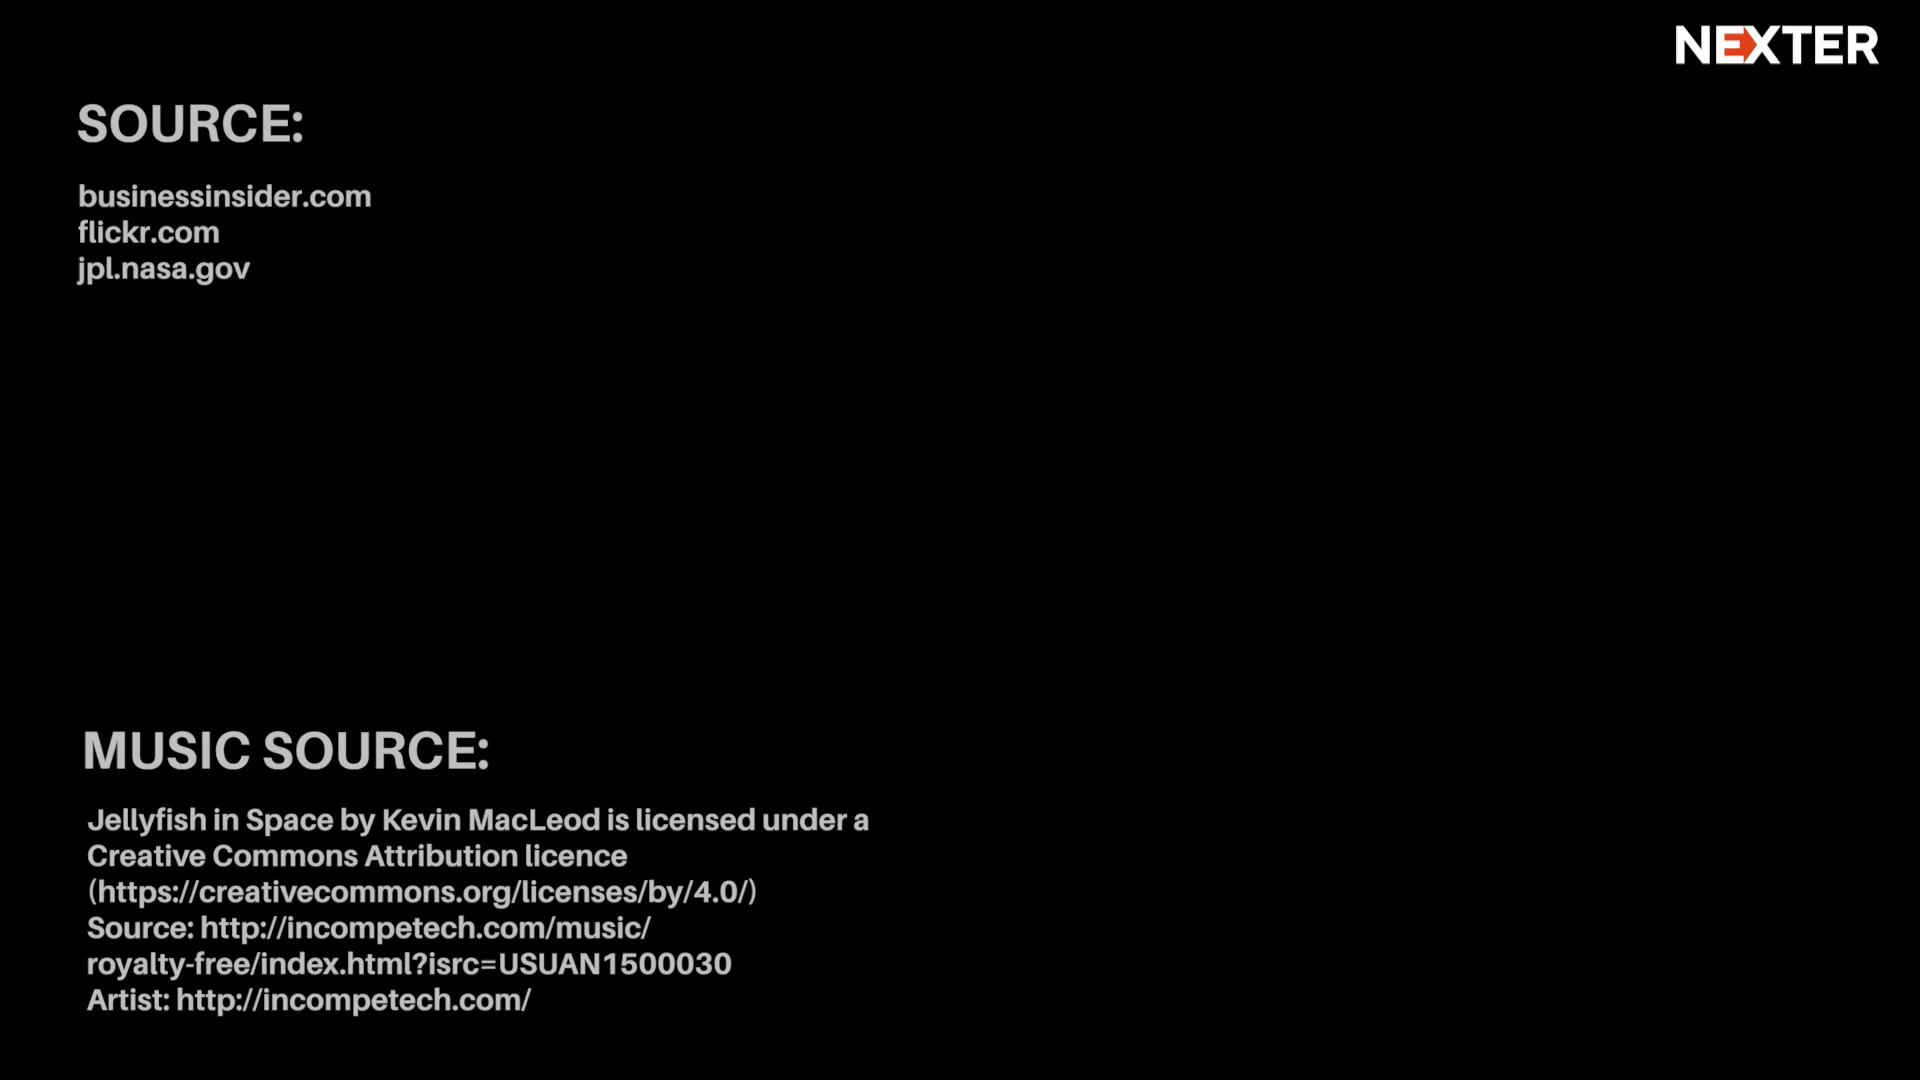 NEXTER
SOURCE:
businessinsider.com
flickr.com
jpl.nasa.gov
MUSIC SOURCE:
Jellyfish in Space by Kevin MacLeod is licensed under a
Creative Commons Attribution licence
(https://creativecommons.org/licenses/by/4.0/)
Source: http://incompetech.com/music/
royalty-free/index.html?isrc=USUAN1500030
Artist: http://incompetech.com/